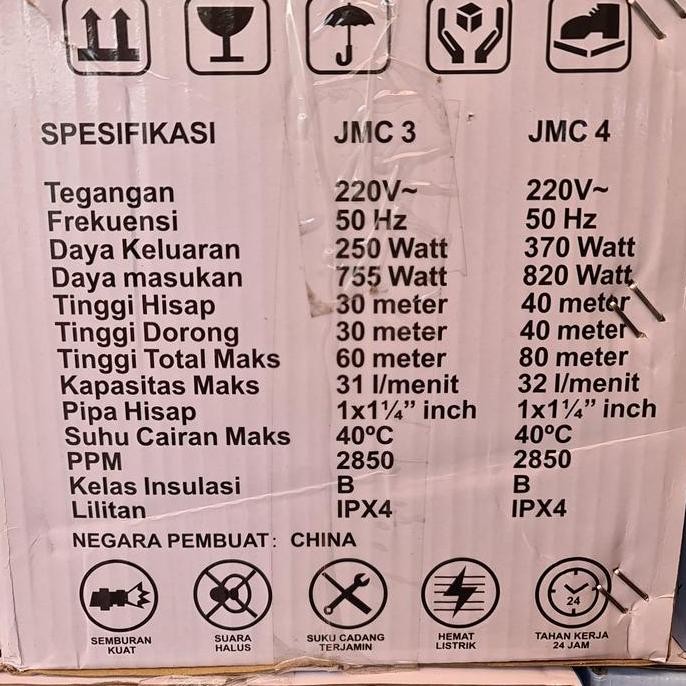 SPESIFIKASI JMC 3 JMC 4
Tegangan 220V~ 220V~
Frekuensi 50 Hz 50 Hz
Daya Keluaran 250 Watt 370 Watt
Daya masukan 755 Watt 820 Watt
Tinggi Hisap 30 meter 40 meter
Tinggi Dorong 30 meter 40 meter
Tinggi Total Maks 60 meter 80 meter
Kapasitas Maks 31 l/menit 32 l/menit
Pipa Hisap 1x1¼” inch 1x1¼” inch
Suhu Cairan Maks 40ºC 40ºC
PPM 2850 2850
Kelas Insulasi B B
Lilitan IPX4 IPX4
NEGARA PEMBUAT: CHINA
24
SEMBURAN KUAT
SUARA HALUS
SUKU CADANG TERJAMIN
HEMAT LISTRIK
TAHAN KERJA 24 JAM